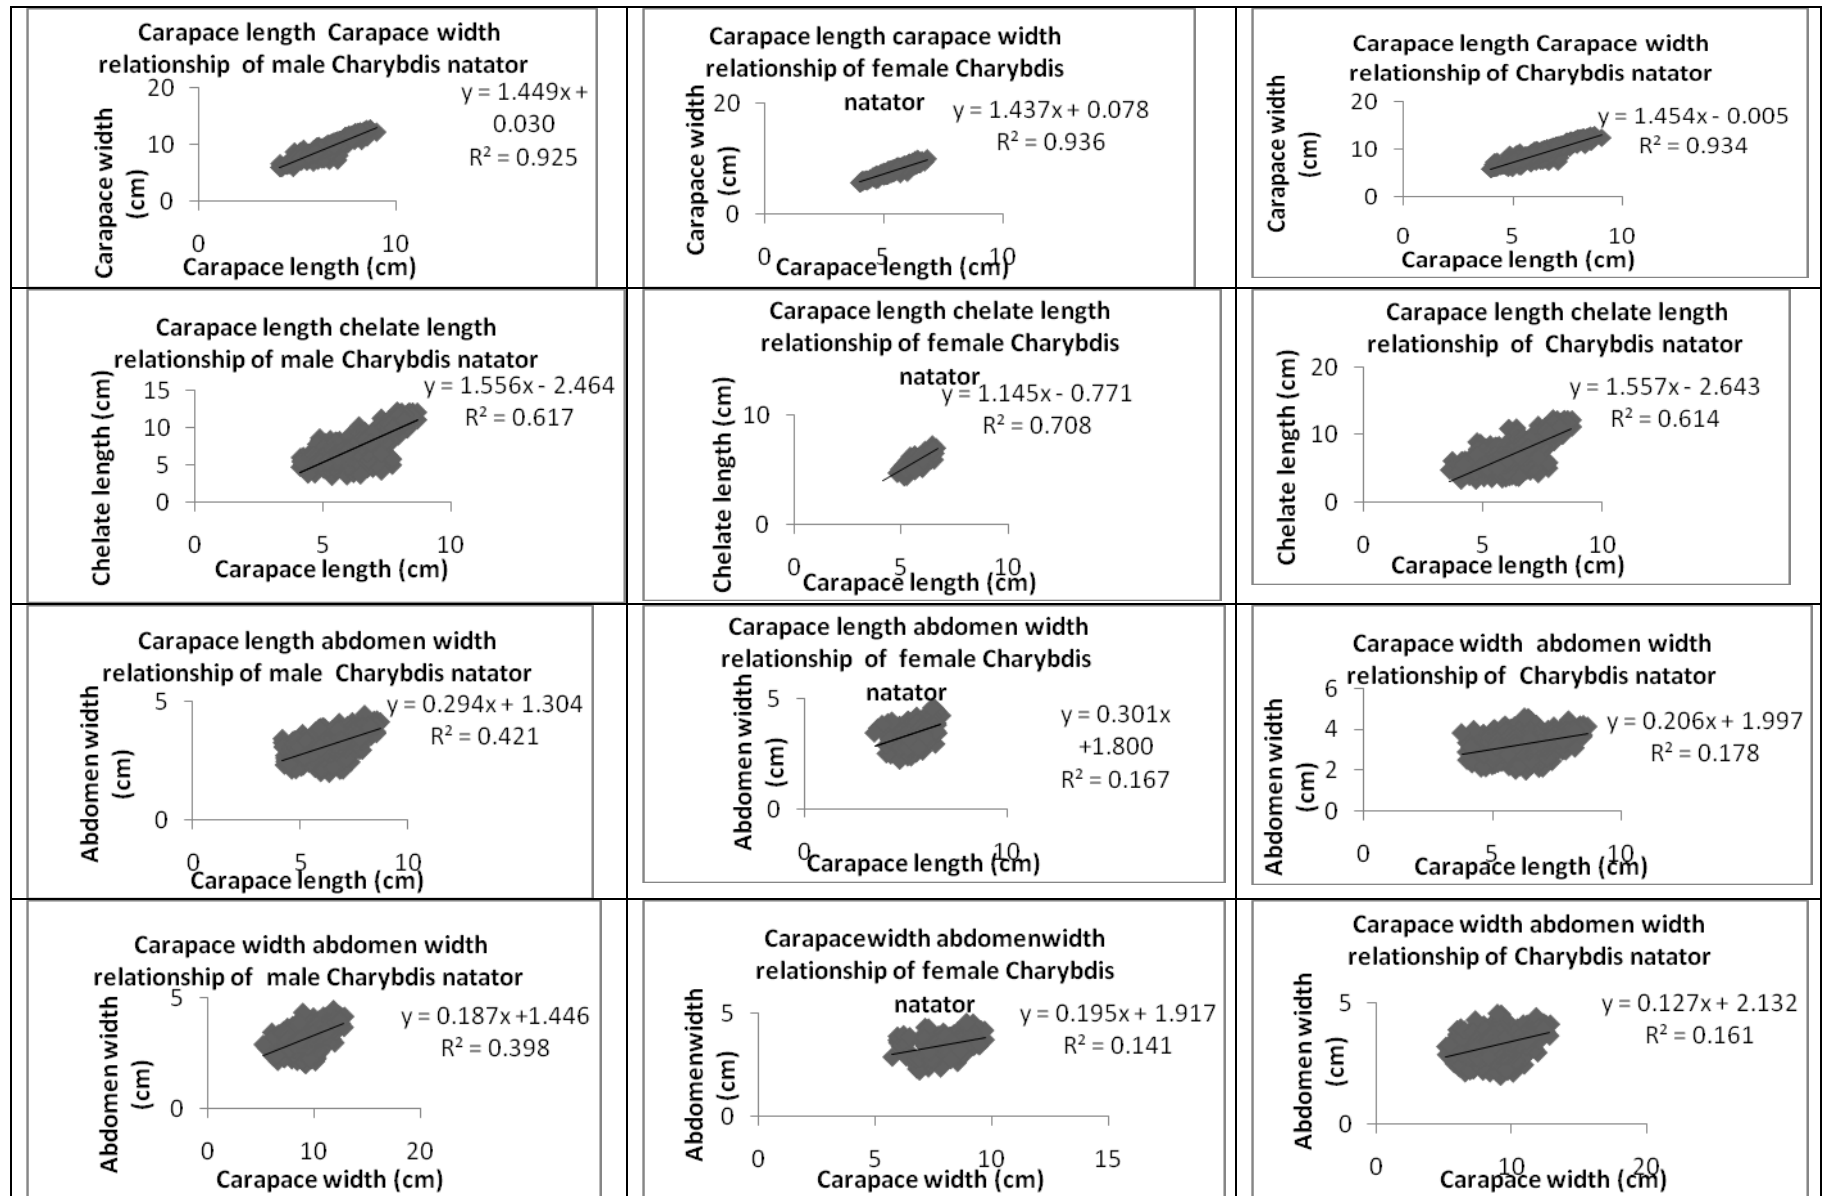 Carapace length Carapace width
relationship of male Charybdis natator
y = 1.449x +
0.030
R² = 0.925
20
10
0
0 10
Carapace width
(cm)
Carapace length (cm)
Carapace length carapace width
relationship of female Charybdis
natator
y = 1.437x + 0.078
R² = 0.936
20
0
0 5 10
Carapace width
(cm)
Carapace length (cm)
Carapace length Carapace width
relationship of Charybdis natator
y = 1.454x - 0.005
R² = 0.934
20
10
0
0 5 10
Carapace width
(cm)
Carapace length (cm)
Carapace length chelate length
relationship of male Charybdis natator
y = 1.556x - 2.464
R² = 0.617
15
10
5
0
0 5 10
Chelate length (cm)
Carapace length (cm)
Carapace length chelate length
relationship of female Charybdis
natator
y = 1.145x - 0.771
R² = 0.708
10
0
0 5 10
Chelate length (cm)
Carapace length (cm)
Carapace length chelate length
relationship of Charybdis natator
y = 1.557x - 2.643
R² = 0.614
20
10
0
0 5 10
Chelate length (cm)
Carapace length (cm)
Carapace length abdomen width
relationship of male Charybdis natator
y = 0.294x + 1.304
R² = 0.421
5
0
0 5 10
Abdomen width
(cm)
Carapace length (cm)
Carapace length abdomen width
relationship of female Charybdis
natator
y = 0.301x
+1.800
R² = 0.167
5
0
0 10
Abdomen width
(cm)
Carapace length (cm)
Carapace width abdomen width
relationship of Charybdis natator
y = 0.206x + 1.997
R² = 0.178
6
4
2
0
0 5 10
Abdomen width
(cm)
Carapace length (cm)
Carapace width abdomen width
relationship of male Charybdis natator
y = 0.187x +1.446
R² = 0.398
5
0
0 10 20
Abdomen width
(cm)
Carapace width (cm)
Carapacewidth abdomenwidth
relationship of female Charybdis
natator
y = 0.195x + 1.917
R² = 0.141
5
0
0 5 10 15
Abdomenwidth
(cm)
Carapace width (cm)
Carapace width abdomen width
relationship of Charybdis natator
y = 0.127x + 2.132
R² = 0.161
5
0
0 10 20
Abdomen width
(cm)
Carapace width (cm)